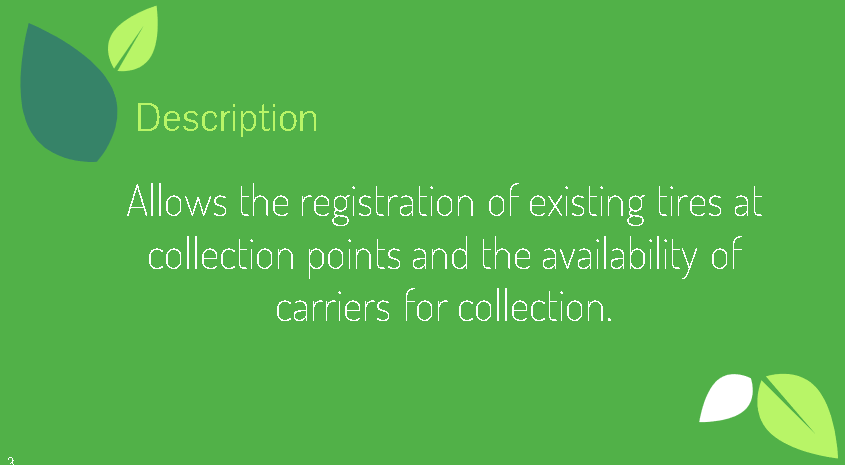 Description
Allows the registration of existing tires at
collection points and the availability of
carriers for collection.
3